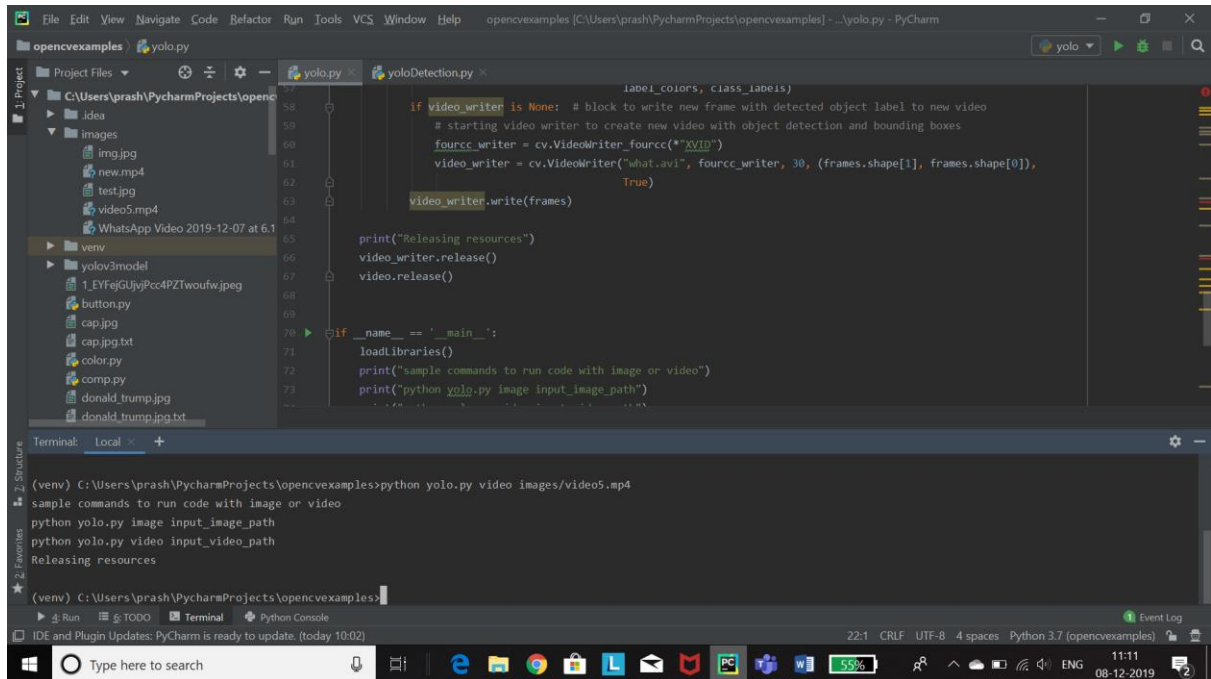 File Edit View Navigate Code Refactor Run Tools VCS Window Help opencvexamples [C:\Users\prash\PycharmProjects\opencvexamples] - ...\yolo.py - PyCharm
opencvexamples yolo.py
yolo
1: Project
Project Files
yolo.py
yoloDetection.py
C:\Users\prash\PycharmProjects\openc
.idea
images
img.jpg
new.mp4
test.jpg
video5.mp4
WhatsApp Video 2019-12-07 at 6.1
venv
yolov3model
1_EYFejGUjvjPcc4PZTwoufw.jpeg
button.py
cap.jpg
cap.jpg.txt
color.py
comp.py
donald_trump.jpg
donald_trump.jpg.txt
57 label_colors, class_labels)
58 if video_writer is None: # block to write new frame with detected object label to new video
59 # starting video writer to create new video with object detection and bounding boxes
60 fourcc_writer = cv.VideoWriter_fourcc(*"XVID")
61 video_writer = cv.VideoWriter("what.avi", fourcc_writer, 30, (frames.shape[1], frames.shape[0]),
62 True)
63 video_writer.write(frames)
64
65 print("Releasing resources")
66 video_writer.release()
67 video.release()
68
69
70 if __name__ == '__main__':
71 loadLibraries()
72 print("sample commands to run code with image or video")
73 print("python yolo.py image input_image_path")
Terminal: Local × +
(venv) C:\Users\prash\PycharmProjects\opencvexamples>python yolo.py video images/video5.mp4
sample commands to run code with image or video
python yolo.py image input_image_path
python yolo.py video input_video_path
Releasing resources
(venv) C:\Users\prash\PycharmProjects\opencvexamples>
7: Structure
2: Favorites
4: Run 6: TODO Terminal Python Console 1 Event Log
IDE and Plugin Updates: PyCharm is ready to update. (today 10:02) 22:1 CRLF UTF-8 4 spaces Python 3.7 (opencvexamples)
Type here to search
L
PC
55%
ENG
11:11
08-12-2019
2